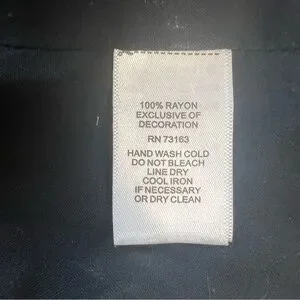 100% RAYON
EXCLUSIVE OF
DECORATION
RN 73163
HAND WASH COLD
DO NOT BLEACH
LINE DRY
COOL IRON
IF NECESSARY
OR DRY CLEAN